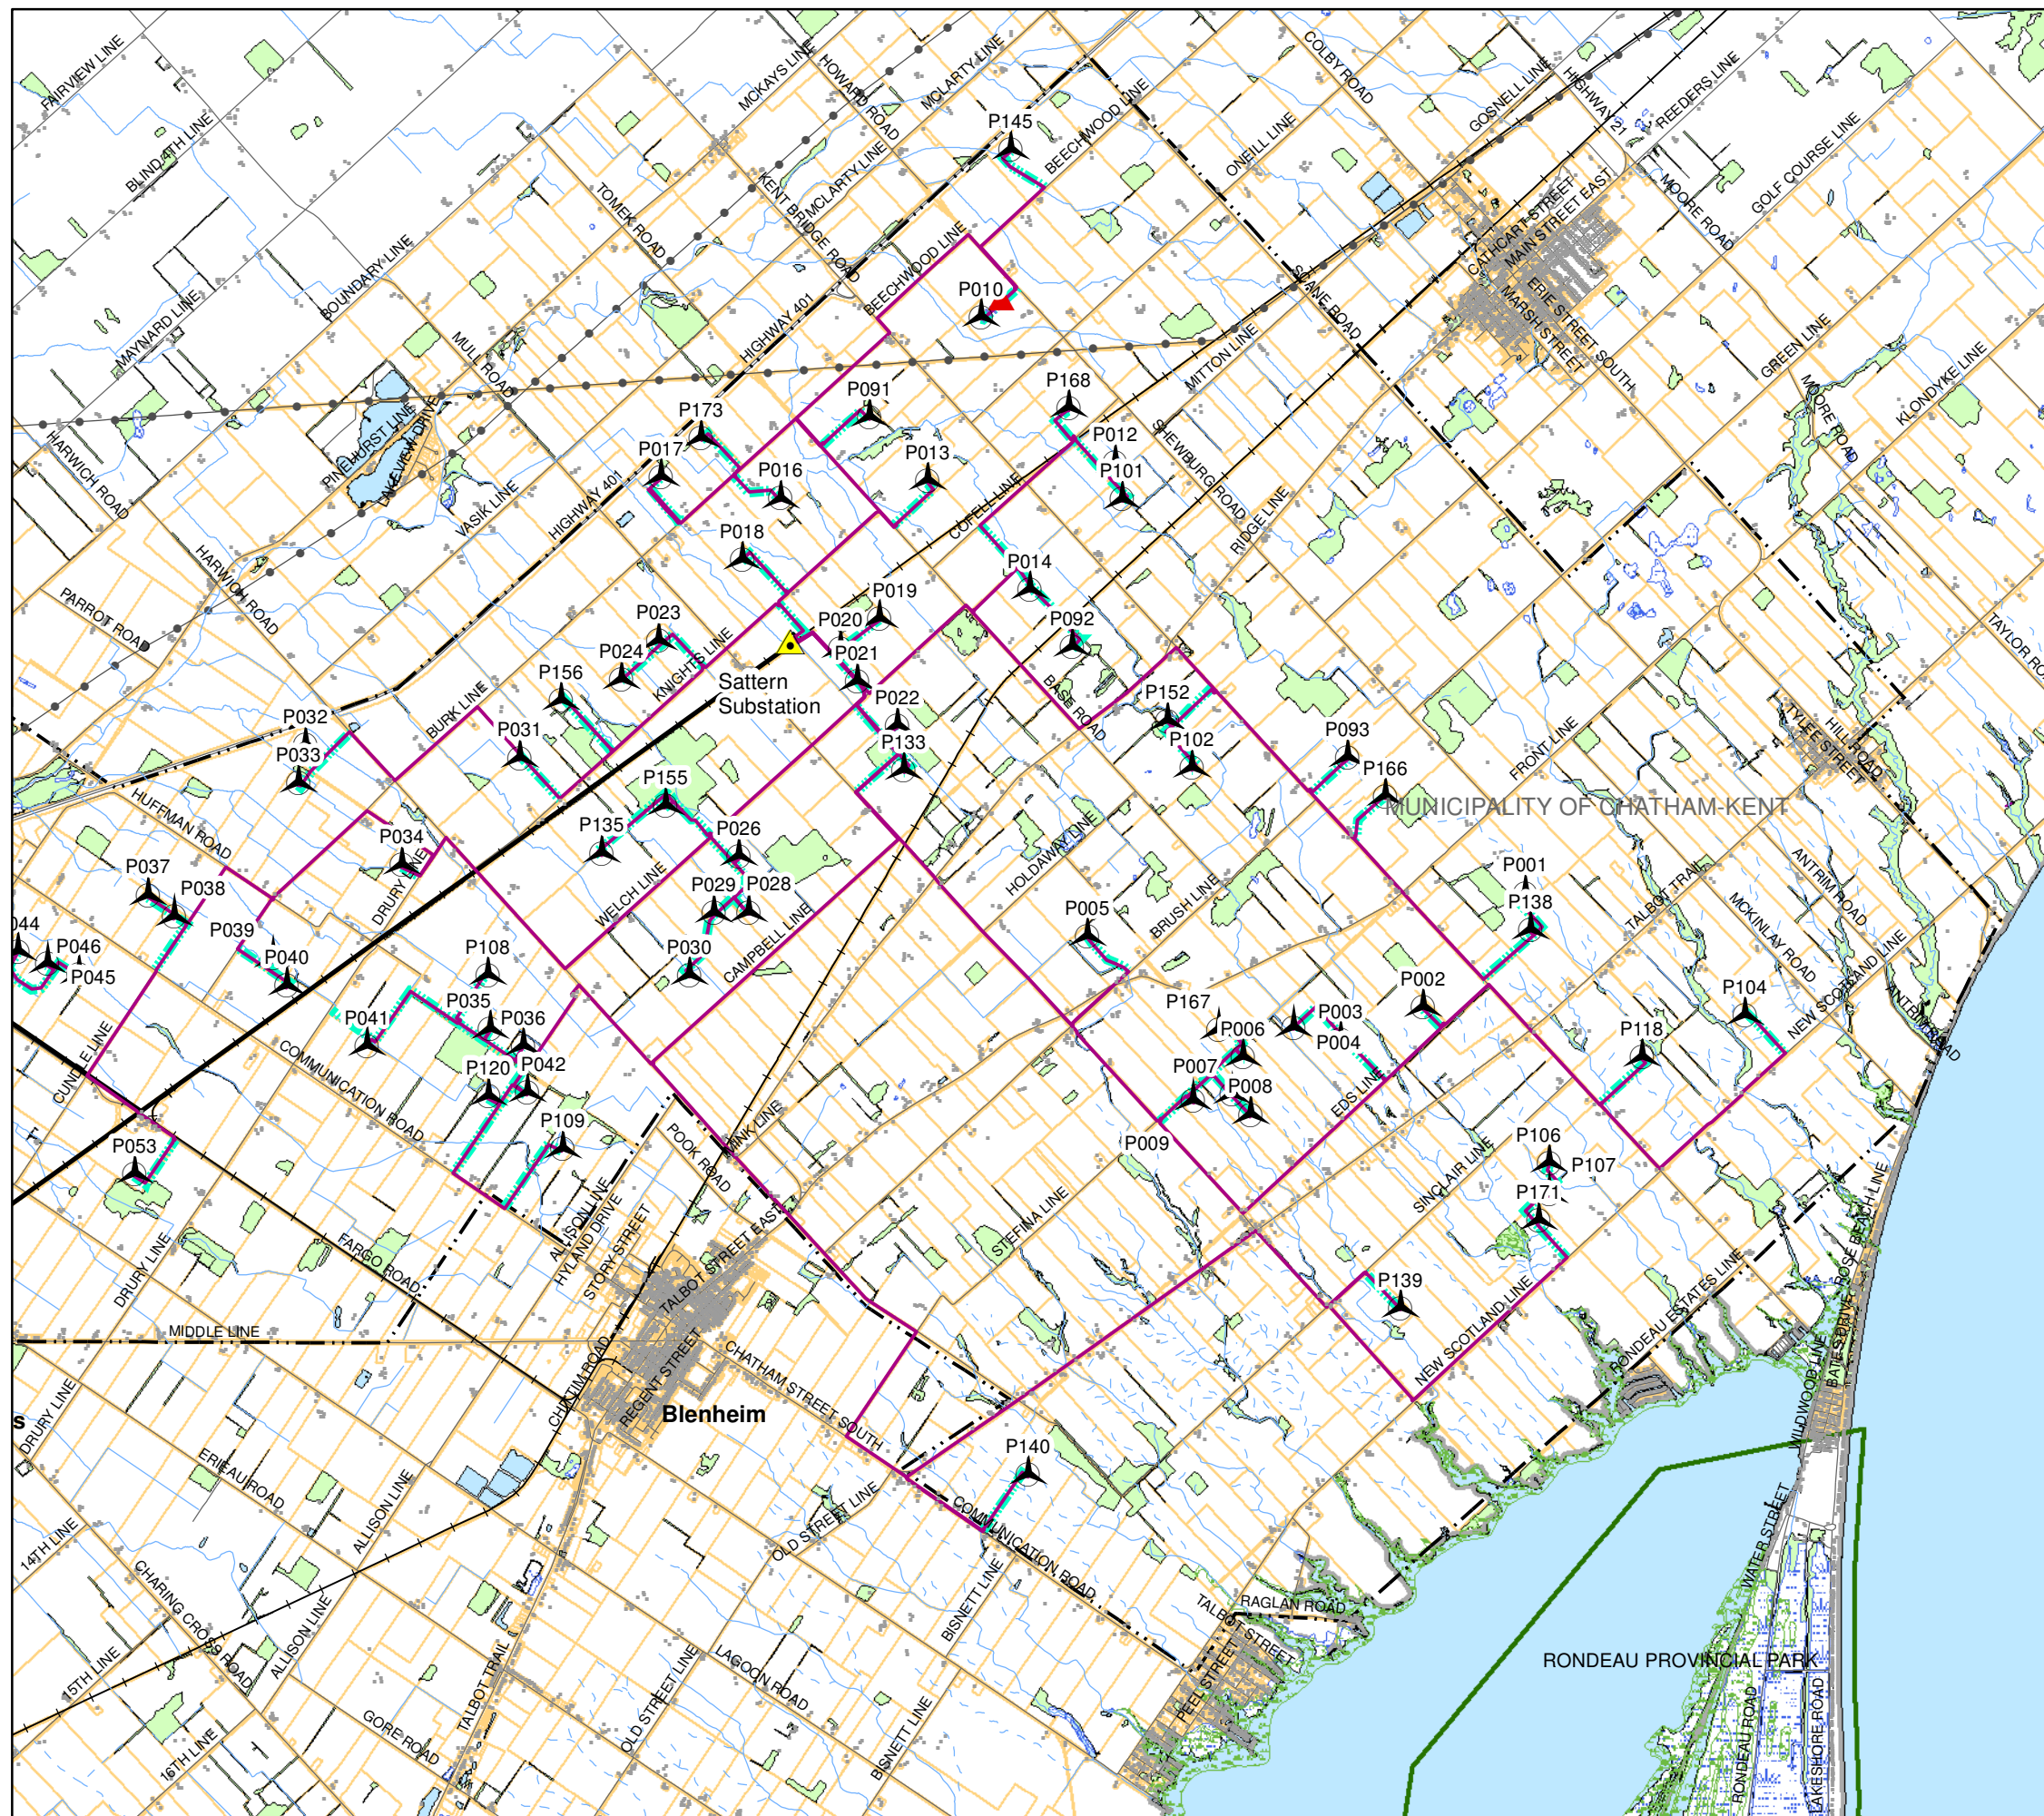 FAIRVIEW LINE
MCKAYS LINE
HOWARD ROAD
MCLARTY LINE
COLBY ROAD
GOSNELL LINE
HIGHWAY 21
REEDERS LINE
BLIND 4TH LINE
P145
BEECHWOOD LINE
ONEILL LINE
MOORE ROAD
GOLF COURSE LINE
TOMEK ROAD
KENT BRIDGE ROAD
MCLARTY LINE
CATHCART STREET
MAIN STREET EAST
BOUNDARY LINE
BEECHWOOD LINE
MAYNARD LINE
P010
SCANE ROAD
MARSH STREET
ERIE STREET SOUTH
MULL ROAD
HIGHWAY 401
MITTON LINE
GREEN LINE
KLONDYKE LINE
MOORE ROAD
PINEHURST LINE
LAKEVIEW DRIVE
HARWICH ROAD
P173
P091
P168
P017
P016
P013
P012
P101
SHEWBURG ROAD
VASIK LINE
HIGHWAY 401
COFELL LINE
RIDGE LINE
P018
HARWICH ROAD
P014
PARROT ROAD
P023
P019
P020
P092
TAYLOR RO
P024
P021
KNIGHTS LINE
P156
Sattern
Substation
BASE ROAD
P152
BURK LINE
P032
P031
P022
P033
P133
P102
P093
FRONT LINE
TYLEE STREET
HILL ROAD
HUFFMAN ROAD
P155
P166
MUNICIPALITY OF CHATHAM-KENT
P135
P026
P034
DRURY LINE
HOLDAWAY LINE
P001
P037
P038
WELCH LINE
P029
P028
P138
TALBOT TRAIL
ANTRIM ROAD
MCKINLAY ROAD
BRUSH LINE
P005
P039
044
P046
P045
P040
P108
P030
CAMPBELL LINE
NEW SCOTLAND LINE
P002
P104
P167
P003
P035
P041
P036
P006
P004
P118
ANTRIM ROAD
CUNDLE LINE
COMMUNICATION ROAD
P120
P042
P007
P008
EDS LINE
P109
P009
POOK ROAD
WINK LINE
P053
P106
P107
SINCLAIR LINE
P171
ALLISON LINE
HYLAND DRIVE
STORY STREET
FARGO ROAD
DRURY LINE
TALBOT STREET EAST
STEFINA LINE
P139
MIDDLE LINE
NEW SCOTLAND LINE
RONDEAU ESTATES LINE
ROSE BEACH LINE
BATES DRIVE
WILDWOOD LINE
REGENT STREET
CHATHAM STREET SOUTH
Blenheim
s
DRURY LINE
ERIEAU ROAD
P140
ALLISON LINE
OLD STREET LINE
COMMUNICATION ROAD
WATER STREET
14TH LINE
CHARING CROSS ROAD
ALLISON LINE
BISNETT LINE
RAGLAN ROAD
TALBOT STREET
PEEL STREET
15TH LINE
TALBOT TRAIL
OLD STREET LINE
LAGOON ROAD
RONDEAU PROVINCIAL PARK
GORE ROAD
16TH LINE
BISNETT LINE
RONDEAU ROAD
LAKESHORE ROAD